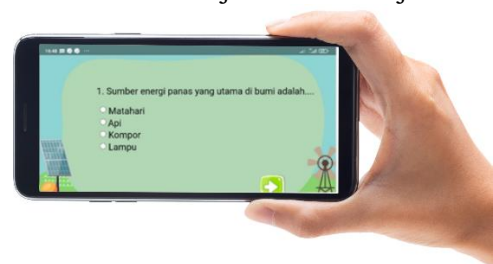 1. Sumber energi panas yang utama di bumi adalah....
Matahari
Api
Kompor
Lampu